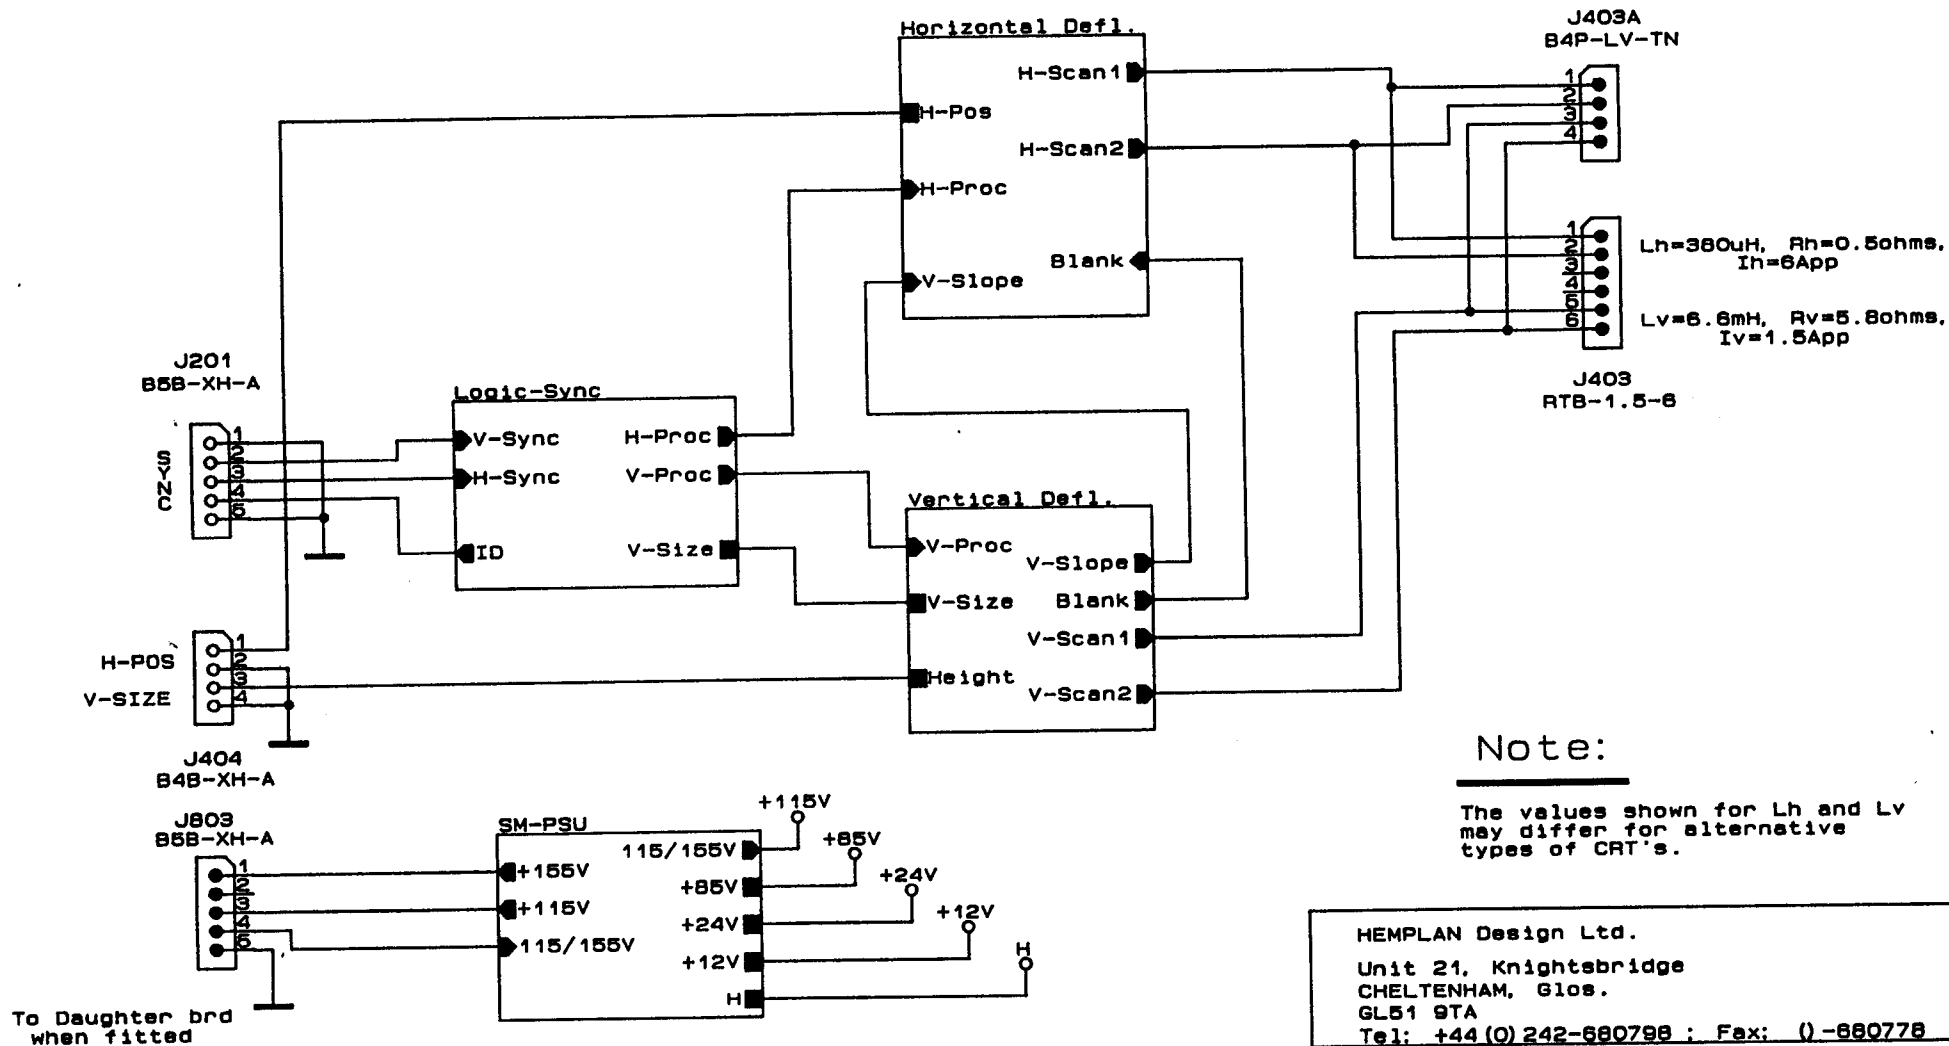 Horizontal Defl.
H-Scan1
H-Pos
H-Scan2
H-Proc
Blank
V-Slope
J403A
B4P-LV-TN
1
2
3
4
1
2
3
4
5
6
Lh=380uH, Rh=0.5ohms,
Ih=6App
Lv=6.6mH, Rv=5.8ohms,
Iv=1.5App
J403
RTB-1.5-6
J201
B5B-XH-A
SYNC
1
2
3
4
5
Logic-Sync
V-Sync
H-Proc
H-Sync
V-Proc
ID
V-Size
Vertical Defl.
V-Proc
V-Slope
V-Size
Blank
V-Scan1
Height
V-Scan2
H-POS
V-SIZE
1
2
3
4
J404
B4B-XH-A
J803
B5B-XH-A
1
2
3
4
5
To Daughter brd
when fitted
SM-PSU
115/155V
+155V
+85V
+115V
+24V
115/155V
+12V
H
+115V
+85V
+24V
+12V
H
Note:
The values shown for Lh and Lv
may differ for alternative
types of CRT's.
HEMPLAN Design Ltd.
Unit 21, Knightsbridge
CHELTENHAM, Glos.
GL51 9TA
Tel: +44(0)242-680798 ; Fax: ()-680778